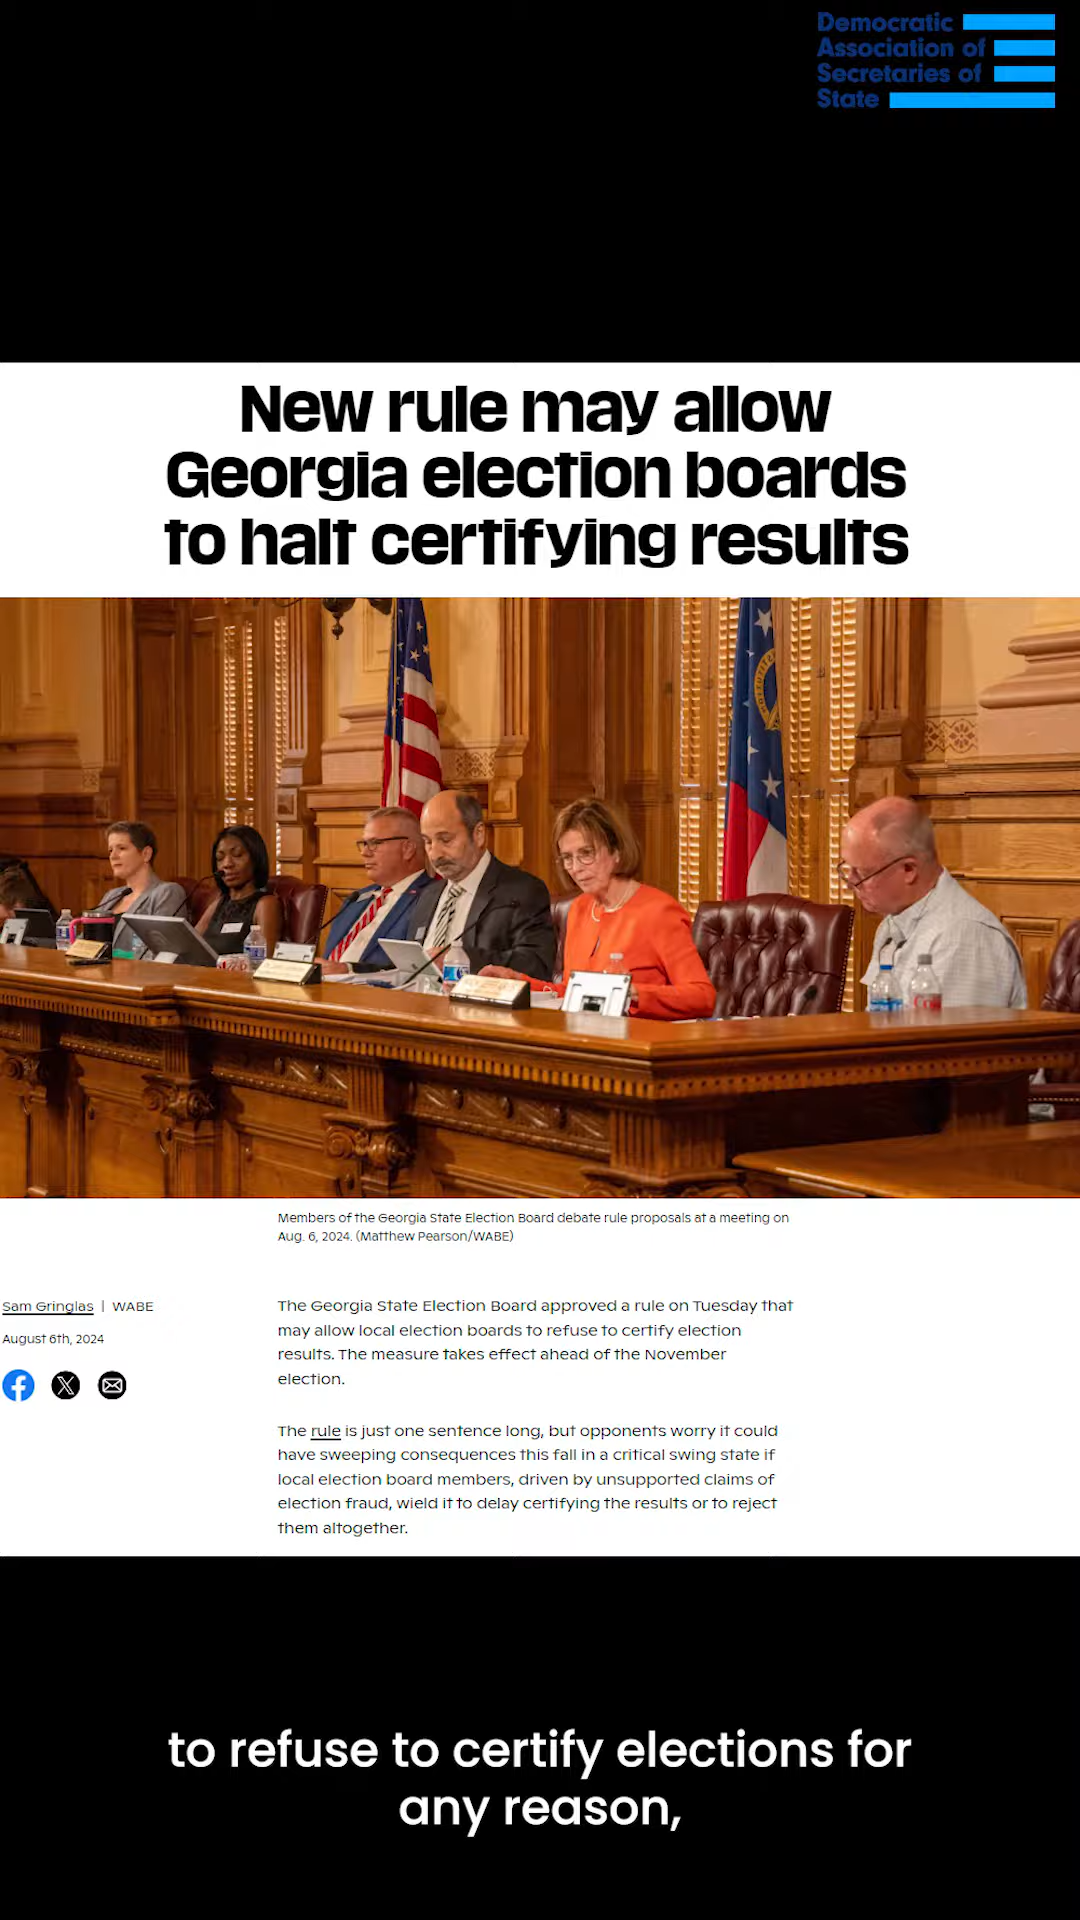 Democratic
Association of
Secretaries of
State
New rule may allow
Georgia election boards
to halt certifying results
Members of the Georgia State Election Board debate rule proposals at a meeting on
Aug. 6, 2024. (Matthew Pearson/WABE)
Sam Gringlas | WABE
August 6th, 2024
The Georgia State Election Board approved a rule on Tuesday that
may allow local election boards to refuse to certify election
results. The measure takes effect ahead of the November
election.
The rule is just one sentence long, but opponents worry it could
have sweeping consequences this fall in a critical swing state if
local election board members, driven by unsupported claims of
election fraud, wield it to delay certifying the results or to reject
them altogether.
to refuse to certify elections for
any reason,